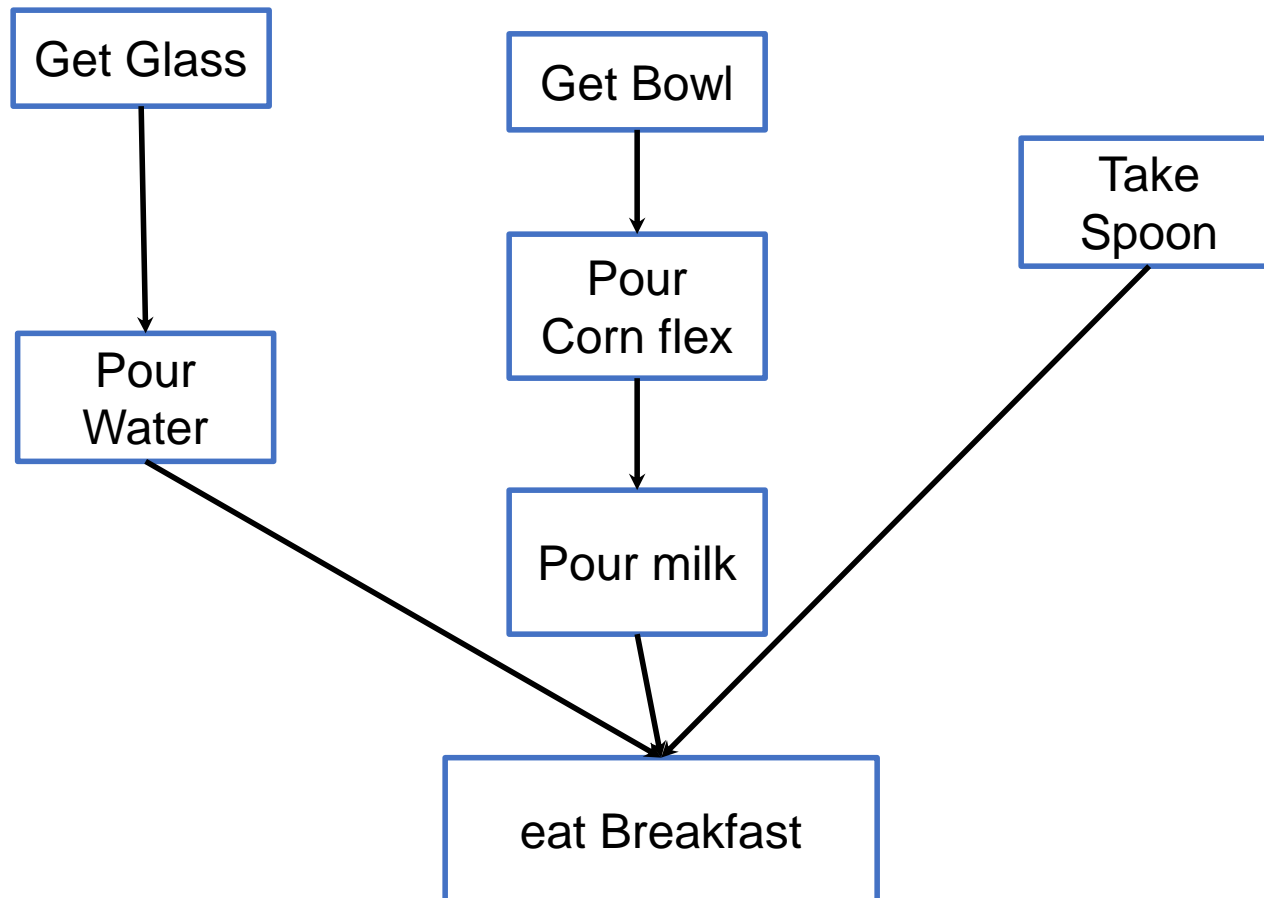 Get Glass
Get Bowl
Take
Spoon
Pour
Corn flex
Pour
Water
Pour milk
eat Breakfast